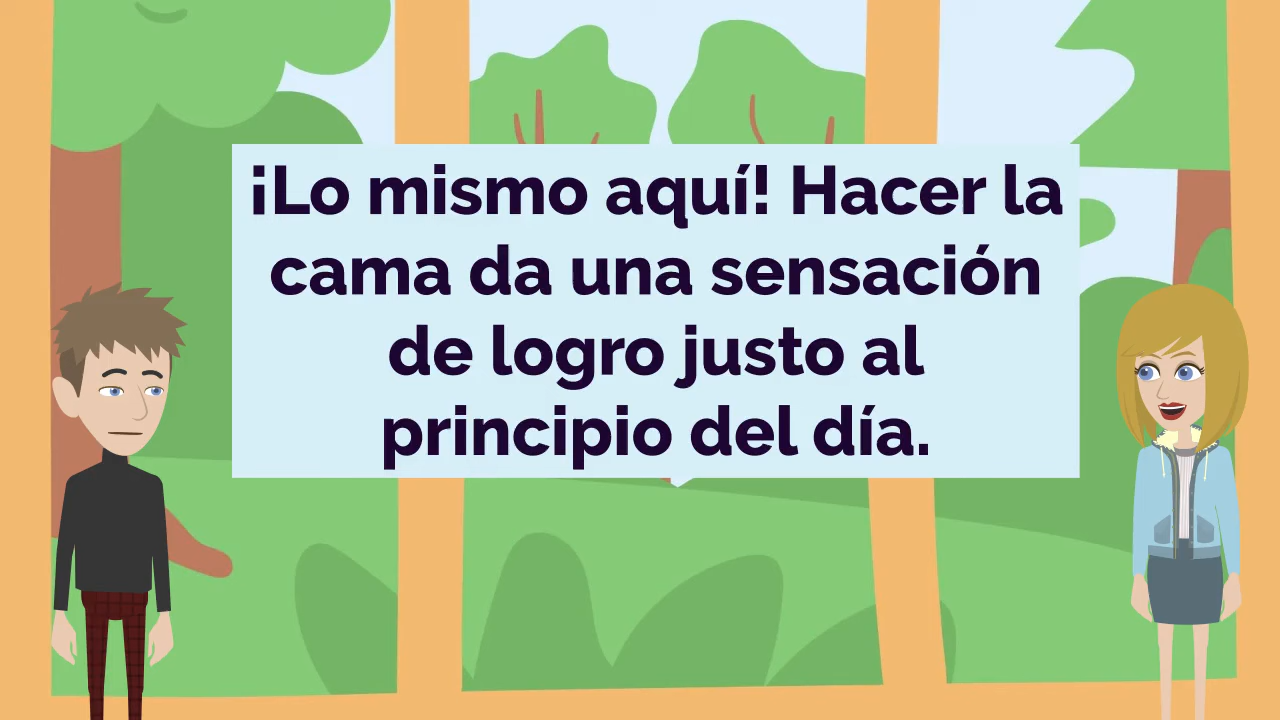 ¡Lo mismo aquí! Hacer la
cama da una sensación
de logro justo al
principio del día.